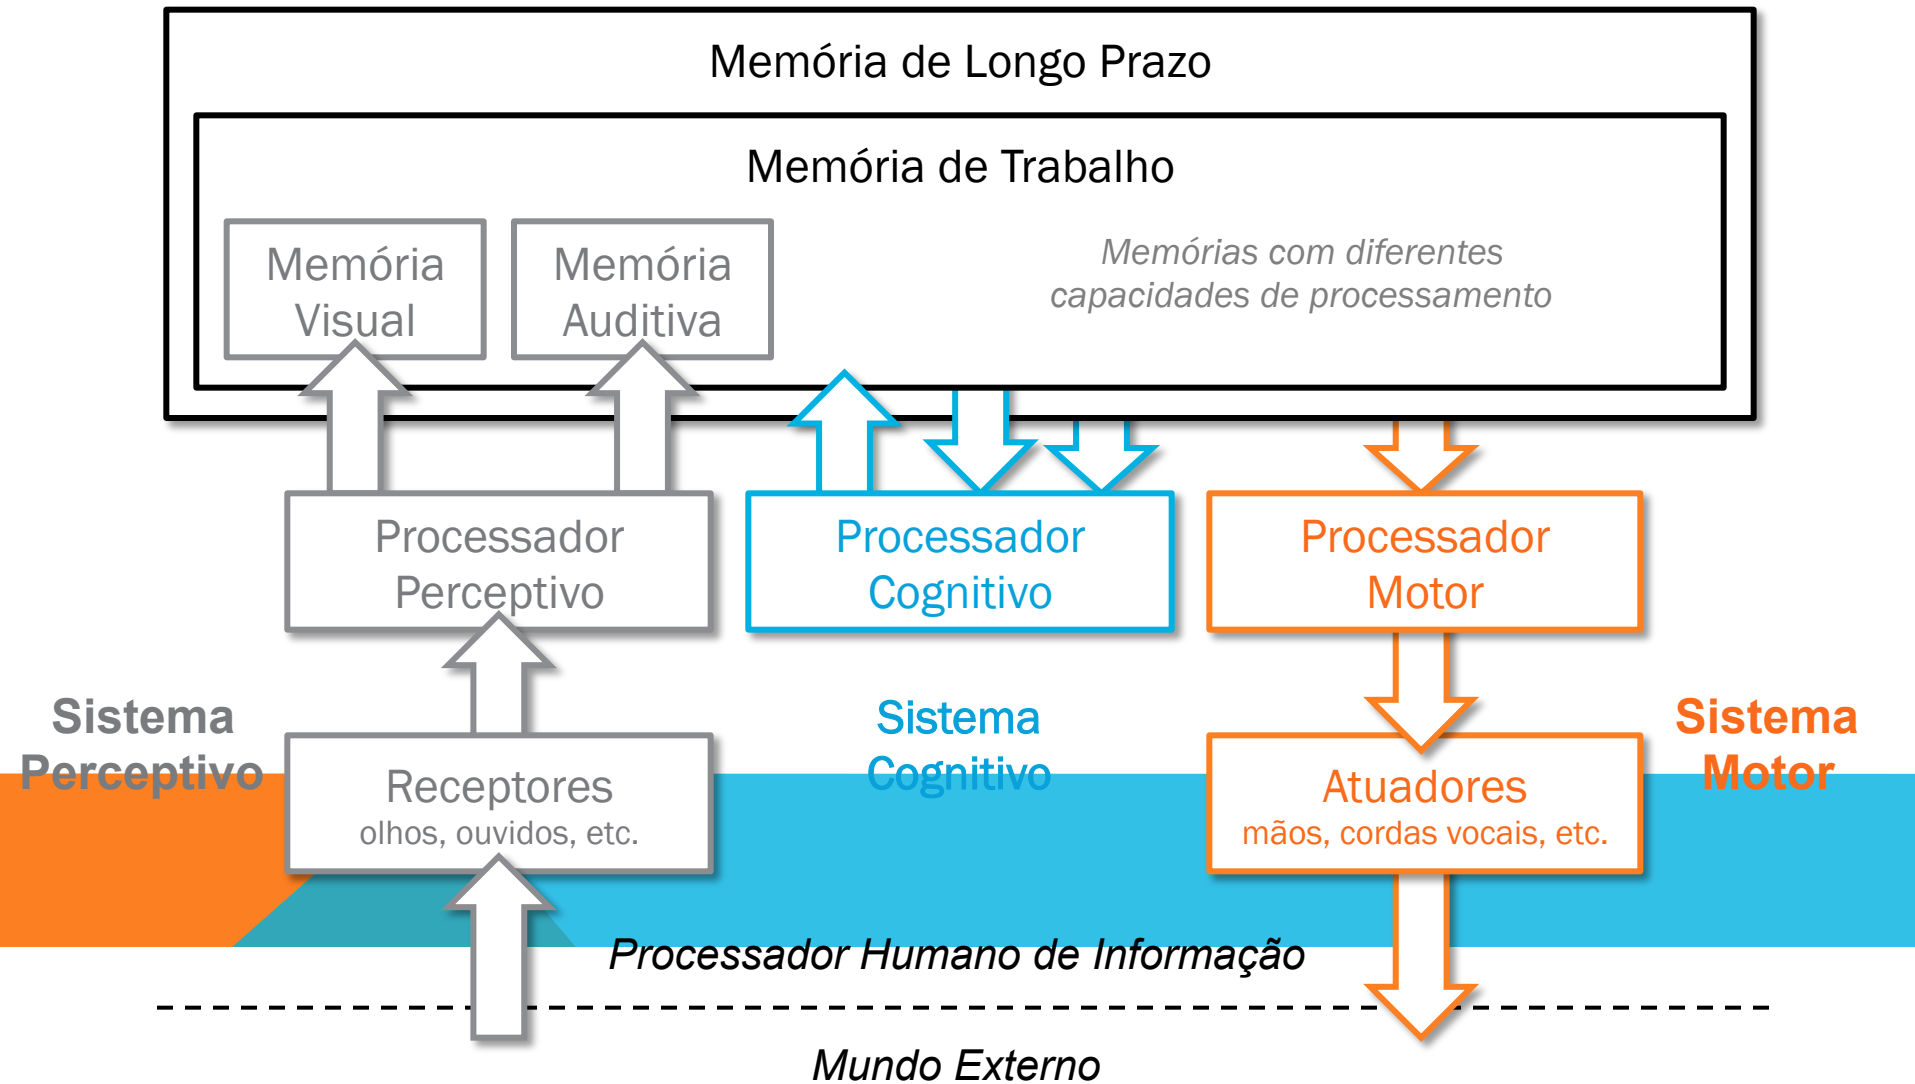 Memória de Longo Prazo
Memória de Trabalho
Memória
Visual
Memória
Auditiva
Memórias com diferentes
capacidades de processamento
Processador
Perceptivo
Processador
Cognitivo
Processador
Motor
Sistema
Perceptivo
Receptores
olhos, ouvidos, etc.
Sistema
Cognitivo
Atuadores
mãos, cordas vocais, etc.
Sistema
Motor
Processador Humano de Informação
Mundo Externo